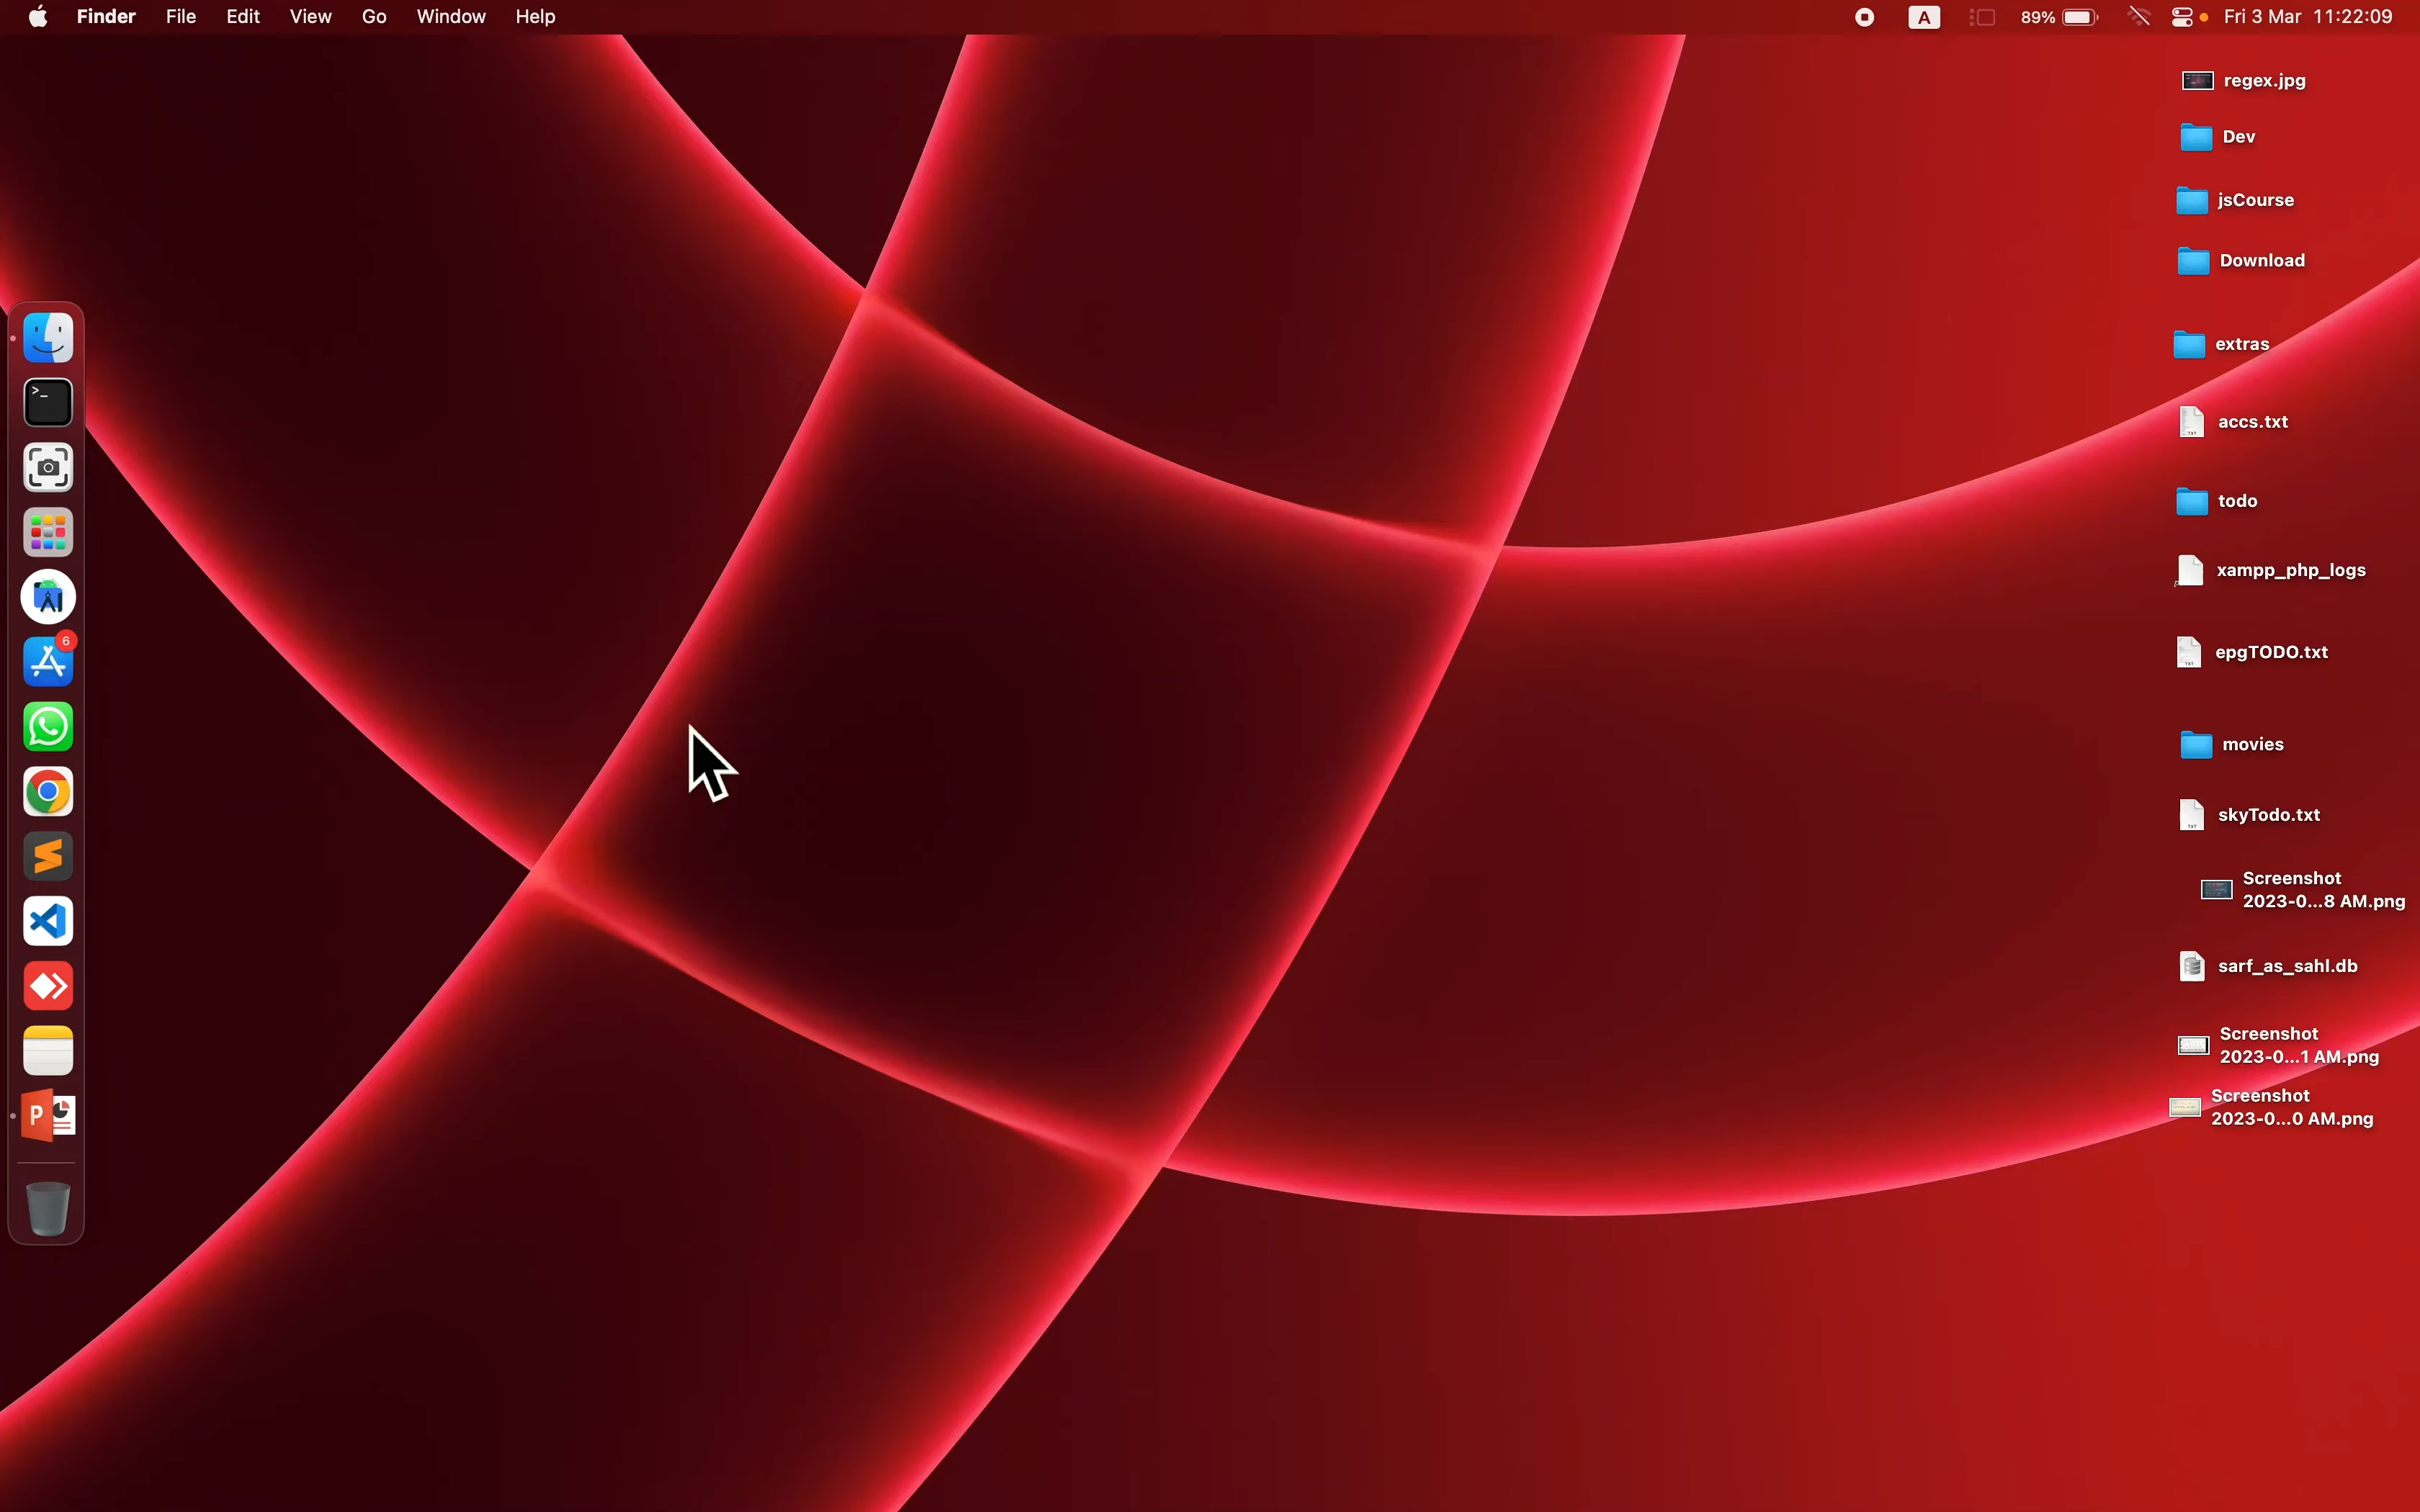 Finder File Edit View Go Window Help A 89% Fri 3 Mar 11:22:09
regex.jpg
Dev
jsCourse
Download
extras
accs.txt
todo
xampp_php_logs
6
epgTODO.txt
movies
skyTodo.txt
Screenshot
2023-0...8 AM.png
sarf_as_sahl.db
Screenshot
2023-0...1 AM.png
Screenshot
2023-0...0 AM.png
P